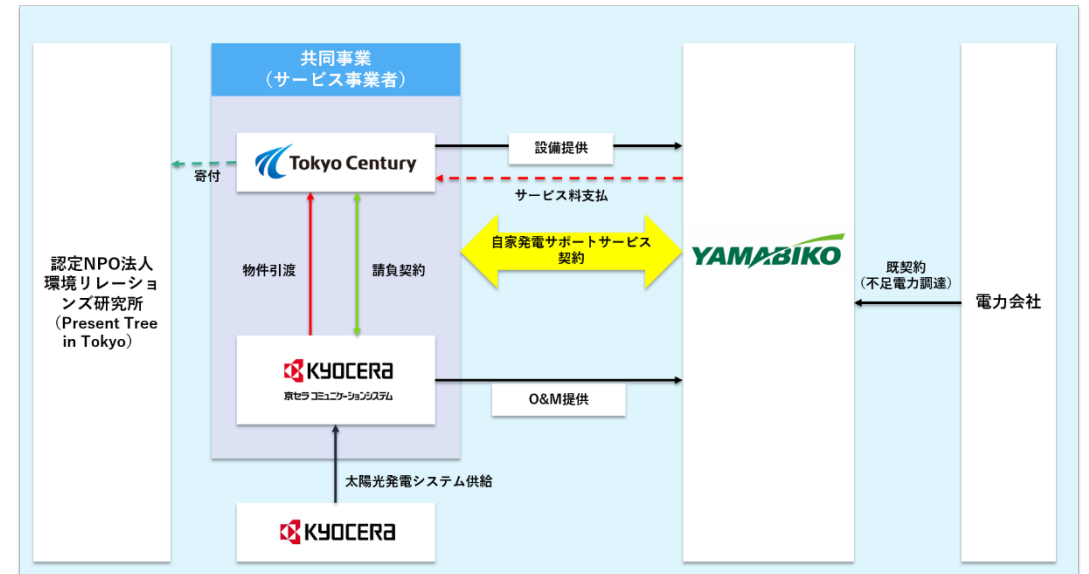 共同事業
（サービス事業者）
Tokyo Century
設備提供
寄付
サービス料支払
自家発電サポートサービス
契約
YAMABIKO
認定NPO法人
環境リレーショ
ンズ研究所
（Present Tree
in Tokyo）
物件引渡
請負契約
既契約
（不足電力調達）
電力会社
KYOCERA
京セラ コミュニケーションシステム
O&M提供
太陽光発電システム供給
KYOCERA